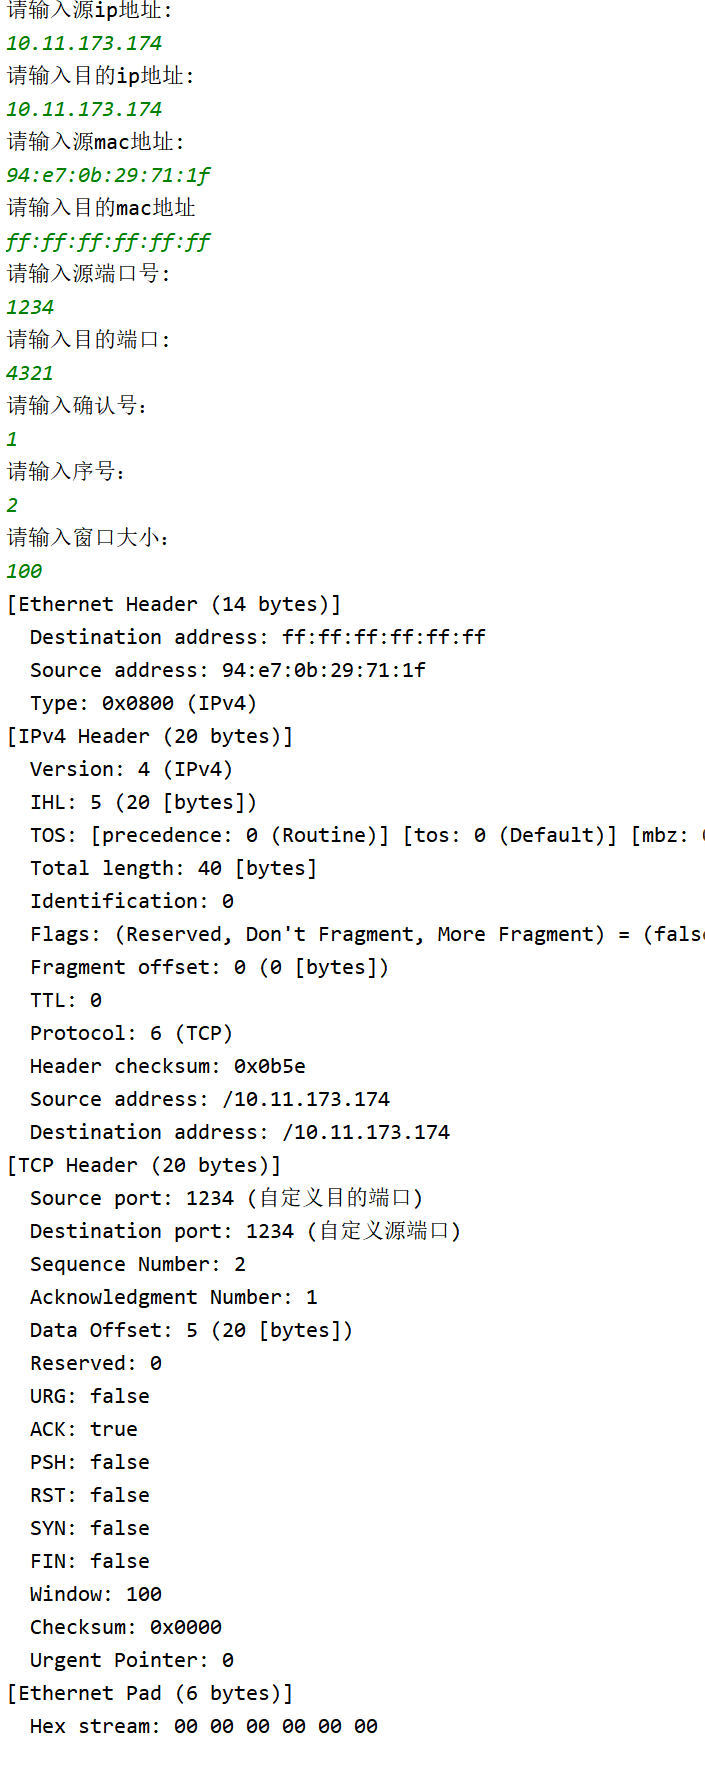 请输入源ip地址:
10.11.173.174
请输入目的ip地址:
10.11.173.174
请输入源mac地址:
94:e7:0b:29:71:1f
请输入目的mac地址
ff:ff:ff:ff:ff:ff
请输入源端口号:
1234
请输入目的端口:
4321
请输入确认号：
1
请输入序号：
2
请输入窗口大小：
100
[Ethernet Header (14 bytes)]
Destination address: ff:ff:ff:ff:ff:ff
Source address: 94:e7:0b:29:71:1f
Type: 0x0800 (IPv4)
[IPv4 Header (20 bytes)]
Version: 4 (IPv4)
IHL: 5 (20 [bytes])
TOS: [precedence: 0 (Routine)] [tos: 0 (Default)] [mbz:
Total length: 40 [bytes]
Identification: 0
Flags: (Reserved, Don't Fragment, More Fragment) = (
Fragment offset: 0 (0 [bytes])
TTL: 0
Protocol: 6 (TCP)
Header checksum: 0x0b5e
Source address: /10.11.173.174
Destination address: /10.11.173.174
[TCP Header (20 bytes)]
Source port: 1234 (自定义目的端口)
Destination port: 1234 (自定义源端口)
Sequence Number: 2
Acknowledgment Number: 1
Data Offset: 5 (20 [bytes])
Reserved: 0
URG: false
ACK: true
PSH: false
RST: false
SYN: false
FIN: false
Window: 100
Checksum: 0x0000
Urgent Pointer: 0
[Ethernet Pad (6 bytes)]
Hex stream: 00 00 00 00 00 00